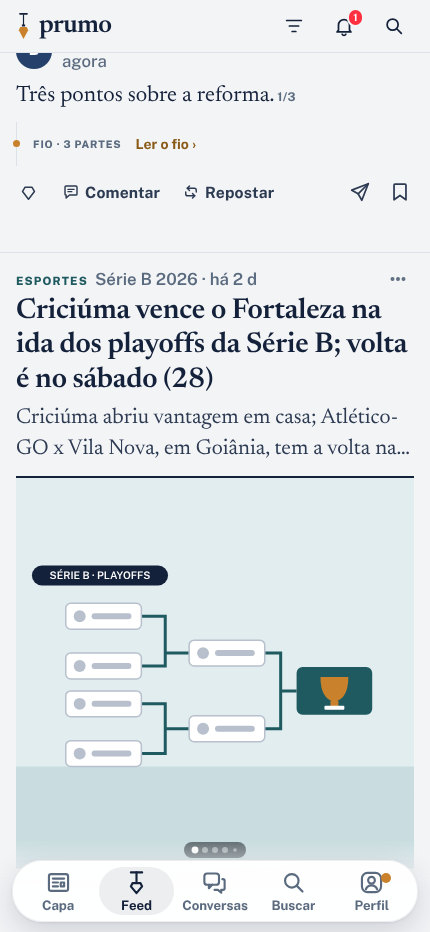 prumo
1
agora
Três pontos sobre a reforma. 1/3
FIO · 3 PARTES Ler o fio ›
Comentar Repostar
ESPORTES Série B 2026 · há 2 d
Criciúma vence o Fortaleza na
ida dos playoffs da Série B; volta
é no sábado (28)
Criciúma abriu vantagem em casa; Atlético-
GO x Vila Nova, em Goiânia, tem a volta na...
SÉRIE B · PLAYOFFS
Capa Feed Conversas Buscar Perfil